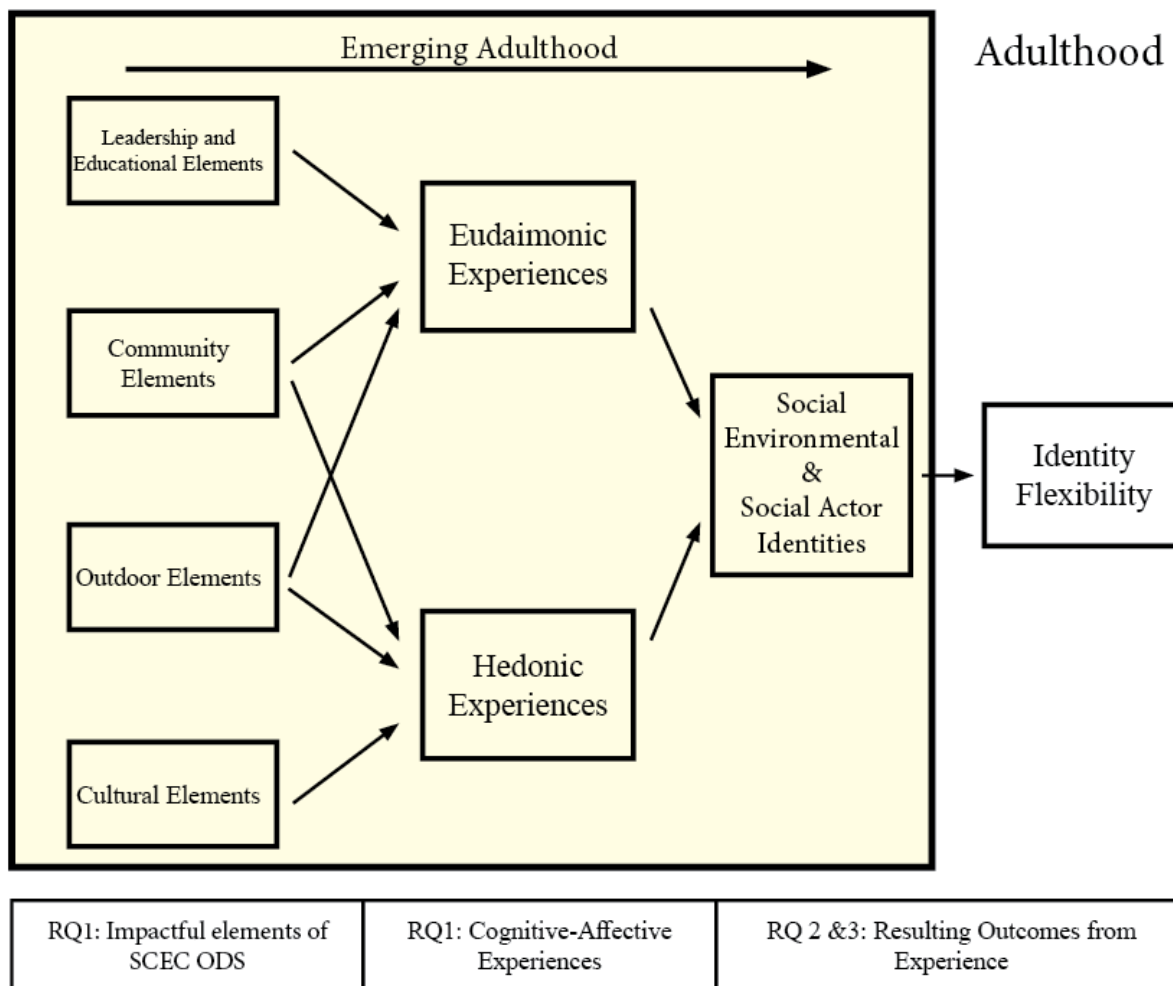 Emerging Adulthood
Adulthood
Leadership and
Educational Elements
Eudaimonic
Experiences
Community
Elements
Social
Environmental
&
Social Actor
Identities
Identity
Flexibility
Outdoor Elements
Hedonic
Experiences
Cultural Elements
RQ1: Impactful elements of
SCEC ODS
RQ1: Cognitive-Affective
Experiences
RQ 2 &3: Resulting Outcomes from
Experience